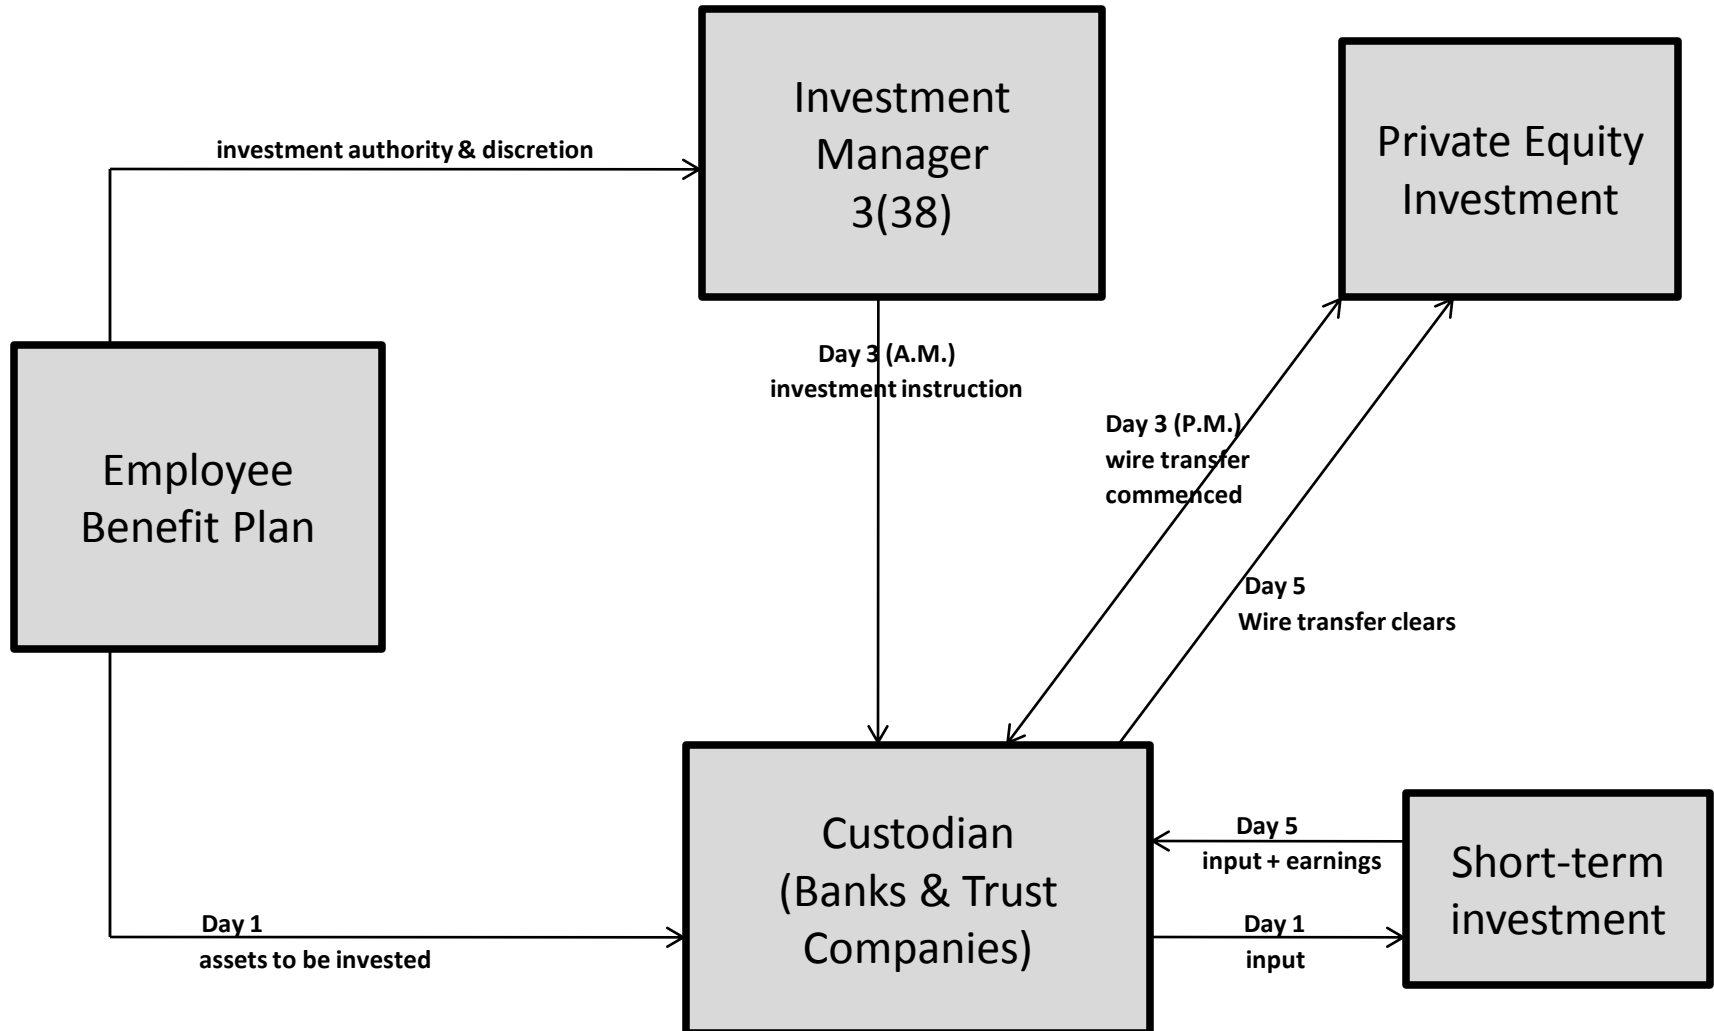 Investment
Manager
3(38)
Private Equity
Investment
investment authority & discretion
Day 3 (A.M.)
investment instruction
Employee
Benefit Plan
Day 3 (P.M.)
wire transfer
commenced
Day 5
Wire transfer clears
Custodian
(Banks & Trust
Companies)
Day 5
input + earnings
Short-term
investment
Day 1
input
Day 1
assets to be invested